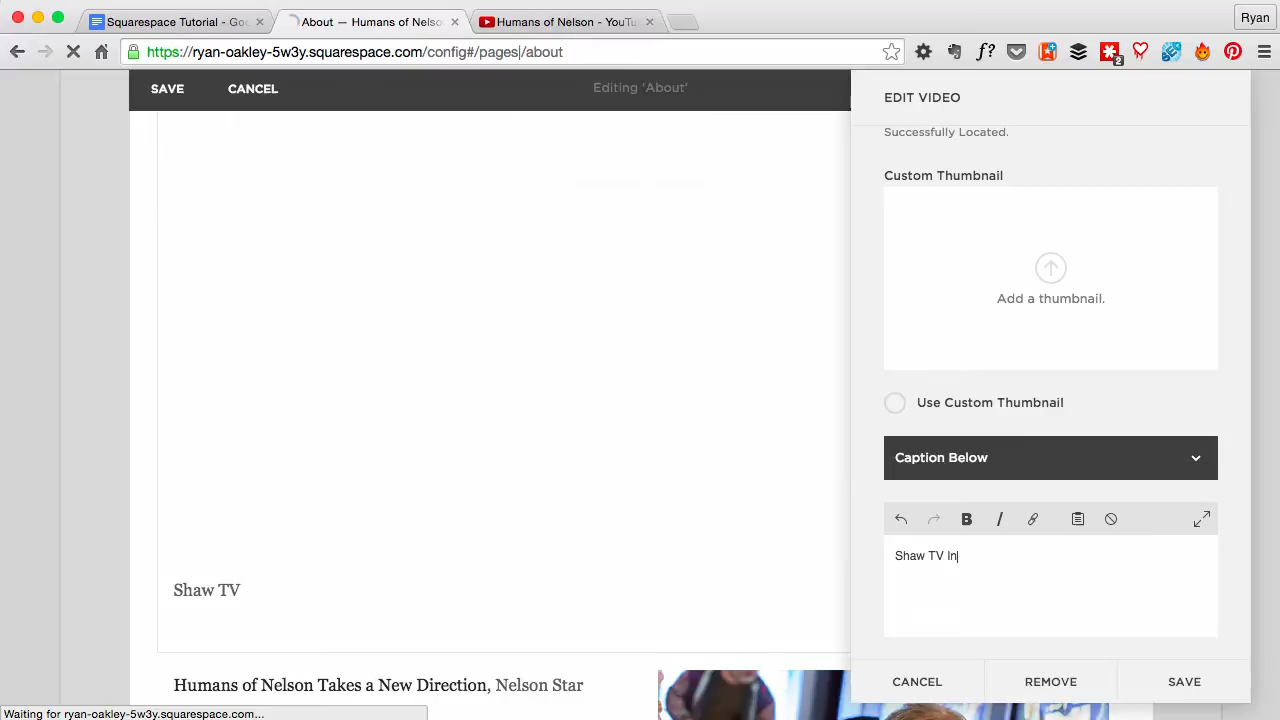 Squarespace Tutorial - Goo
About — Humans of Nelso
Humans of Nelson - YouTu
Ryan
https://ryan-oakley-5w3y.squarespace.com/config#/pages|/about
f?
2
SAVE
CANCEL
Editing 'About'
EDIT VIDEO
Successfully Located.
Custom Thumbnail
Add a thumbnail.
Use Custom Thumbnail
Caption Below
B I
Shaw TV In
Shaw TV
Humans of Nelson Takes a New Direction, Nelson Star
CANCEL
REMOVE
SAVE
Waiting for ryan-oakley-5w3y.squarespace.com...